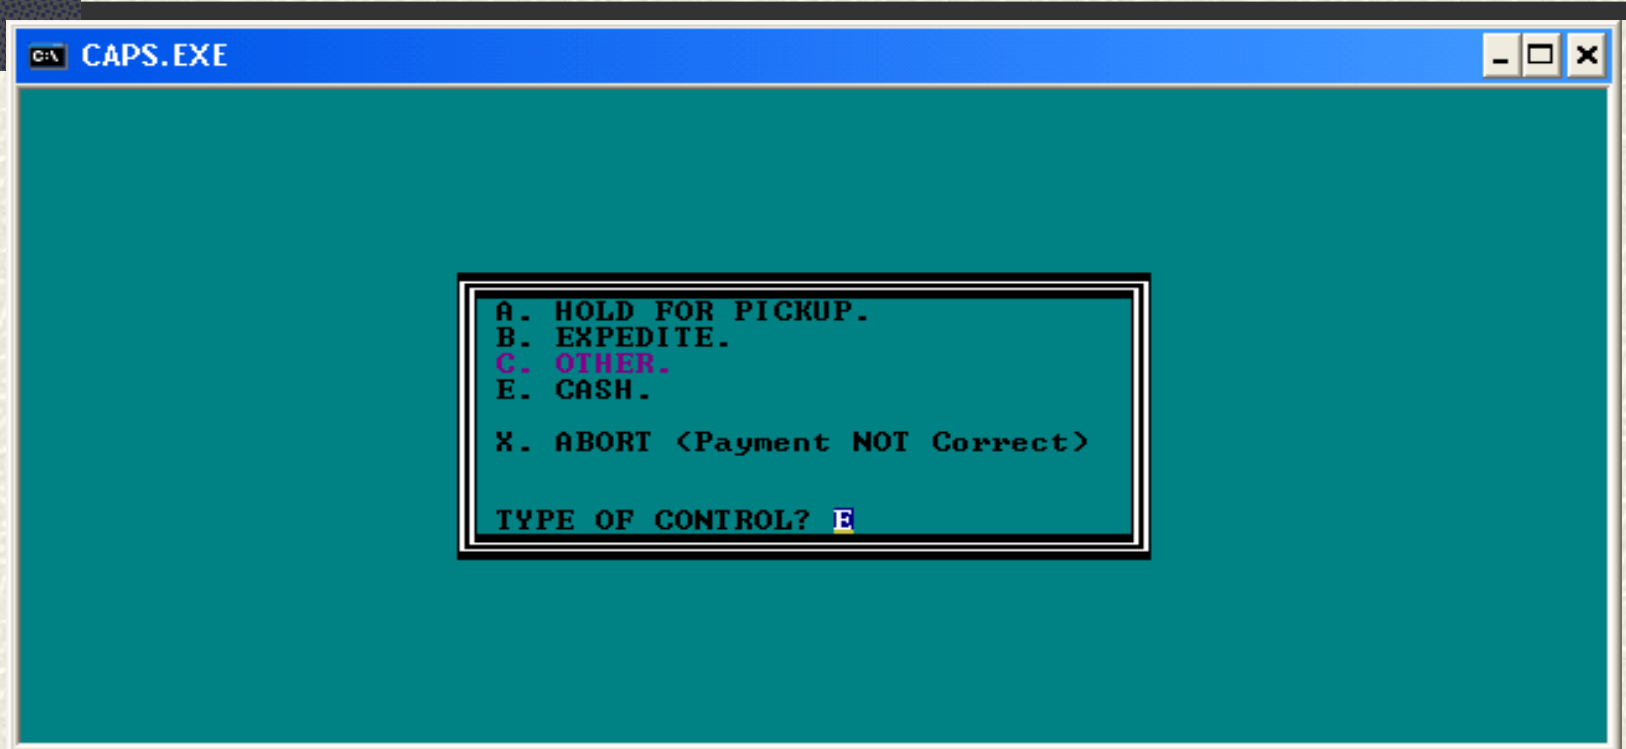 C:\ CAPS.EXE
A. HOLD FOR PICKUP.
B. EXPEDITE.
C. OTHER.
E. CASH.
X. ABORT (Payment NOT Correct)
TYPE OF CONTROL? E